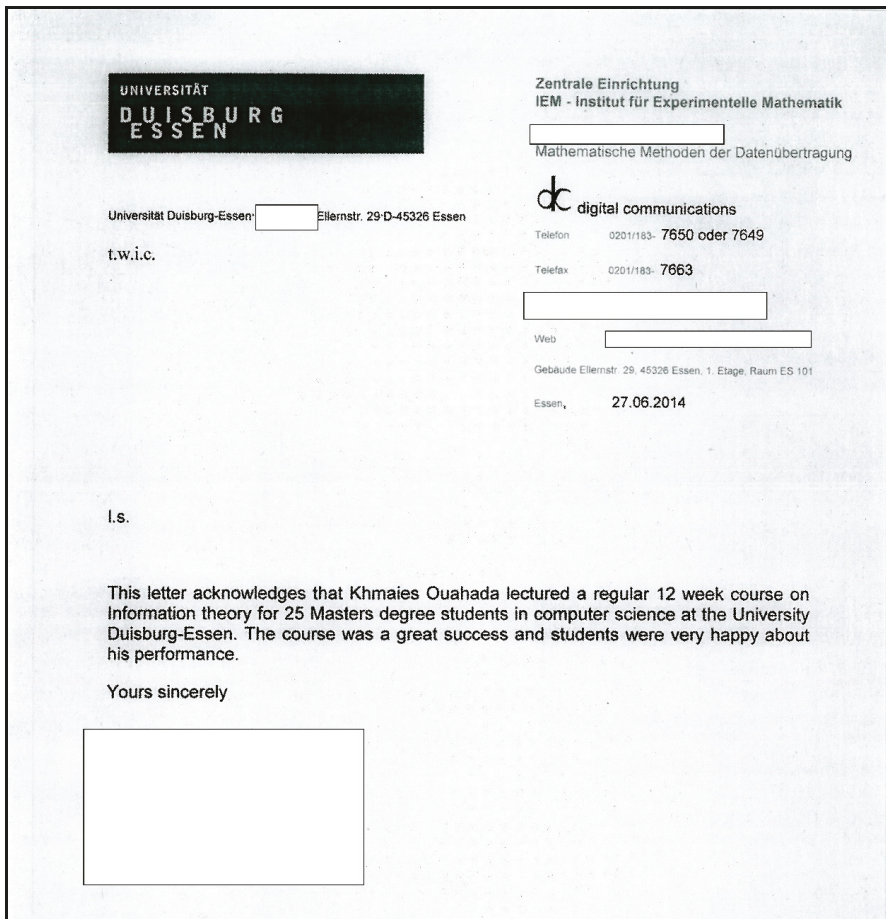 UNIVERSITÄT
DUISBURG
ESSEN
Zentrale Einrichtung
IEM - Institut für Experimentelle Mathematik
Mathematische Methoden der Datenübertragung
dc digital communications
Universität Duisburg-Essen· Ellernstr. 29·D-45326 Essen
t.w.i.c.
Telefon 0201/183- 7650 oder 7649
Telefax 0201/183- 7663
Web
Gebäude Ellernstr. 29, 45326 Essen, 1. Etage, Raum ES 101
Essen, 27.06.2014
l.s.
This letter acknowledges that Khmaies Ouahada lectured a regular 12 week course on
Information theory for 25 Masters degree students in computer science at the University
Duisburg-Essen. The course was a great success and students were very happy about
his performance.
Yours sincerely